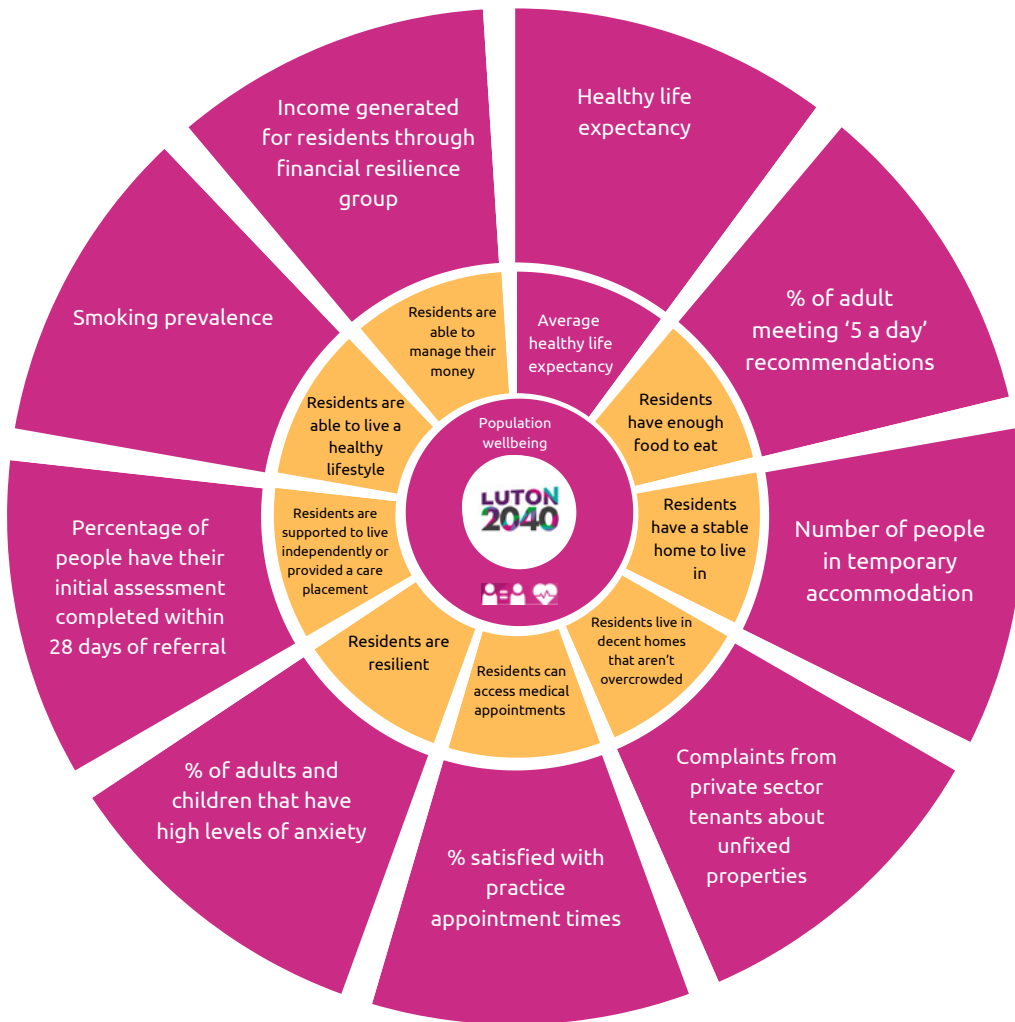 Healthy life
expectancy
% of adult
meeting ‘5 a day’
recommendations
Number of people
in temporary
accommodation
Complaints from
private sector
tenants about
unfixed
properties
% satisfied with
practice
appointment times
% of adults and
children that have
high levels of anxiety
Percentage of
people have their
initial assessment
completed within
28 days of referral
Smoking prevalence
Income generated
for residents through
financial resilience
group
Average
healthy life
expectancy
Residents
have enough
food to eat
Residents
have a stable
home to live
in
Residents live in
decent homes
that aren’t
overcrowded
Residents can
access medical
appointments
Residents are
resilient
Residents are
supported to live
independently or
provided a care
placement
Residents are
able to live a
healthy
lifestyle
Residents are
able to
manage their
money
Population
wellbeing
LUTON
2040